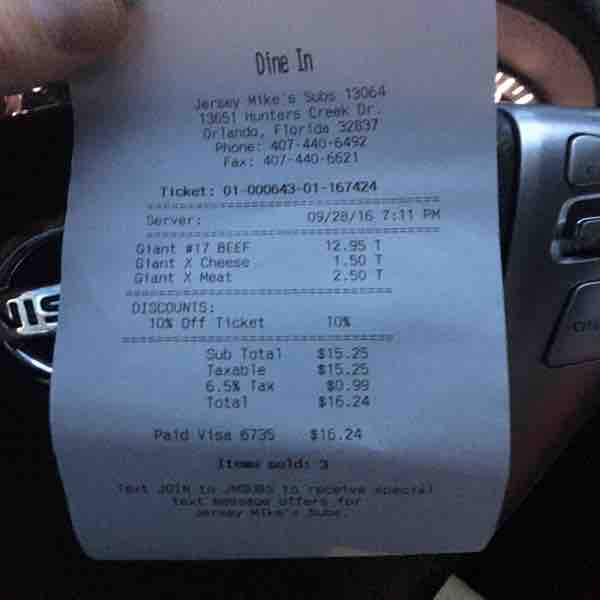 Dine In
Jersey Mike's Subs 13064
13651 Hunters Creek Dr.
Orlando, Florida 32837
Phone: 407-440-6492
Fax: 407-440-6621
Ticket: 01-000643-01-167424
Server: 09/28/16 7:11 PM
Giant #17 BEEF 12.95 T
Giant X Cheese 1.50 T
Giant X Meat 2.50 T
DISCOUNTS:
10% Off Ticket 10%
Sub Total $15.25
Taxable $15.25
6.5% Tax $0.99
Total $16.24
Paid Visa 6735 $16.24
Items sold: 3
Text JOIN to to receive special
text message offers for
Jersey Mike's Subs.